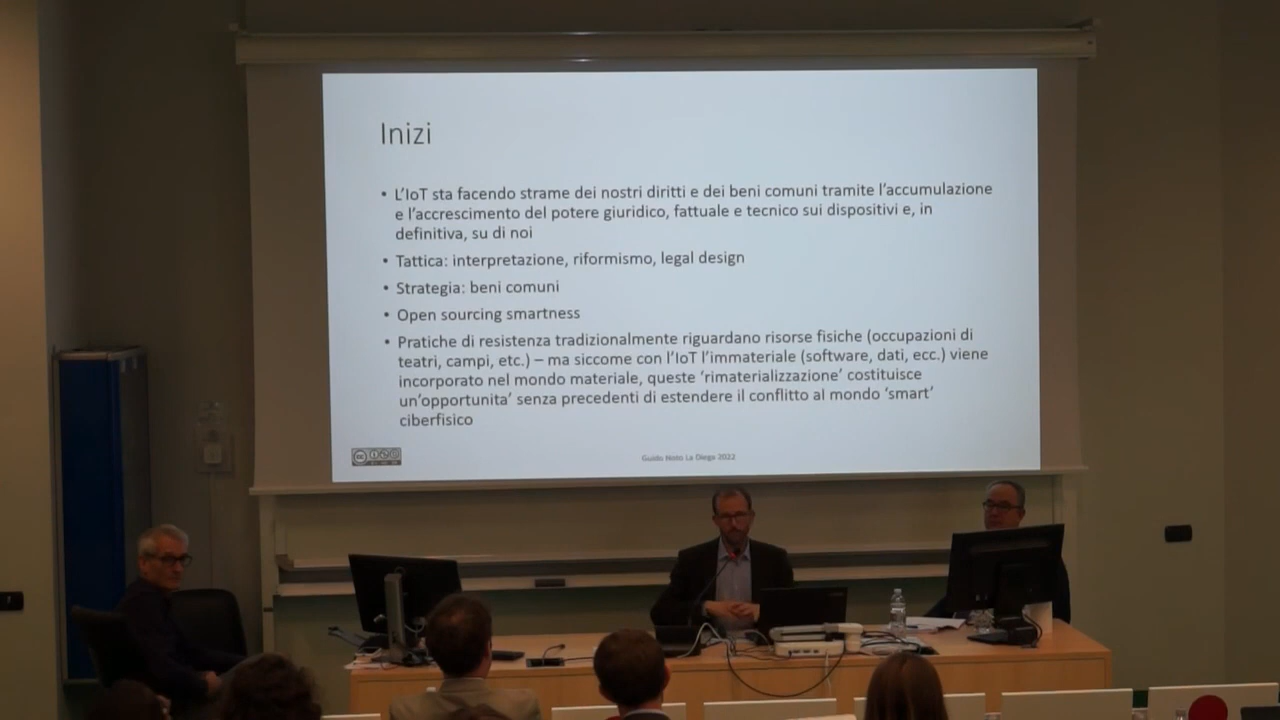 Inizi
• L'IoT sta facendo strame dei nostri diritti e dei beni comuni tramite l'accumulazione
e l'accrescimento del potere giuridico, fattuale e tecnico sui dispositivi e, in
definitiva, su di noi
• Tattica: interpretazione, riformismo, legal design
• Strategia: beni comuni
• Open sourcing smartness
• Pratiche di resistenza tradizionalmente riguardano risorse fisiche (occupazioni di
teatri, campi, etc.) – ma siccome con l'IoT l'immateriale (software, dati, ecc.) viene
incorporato nel mondo materiale, queste 'rimaterializzazione' costituisce
un'opportunita' senza precedenti di estendere il conflitto al mondo 'smart'
ciberfisico
cc
Guido Noto La Diega 2022